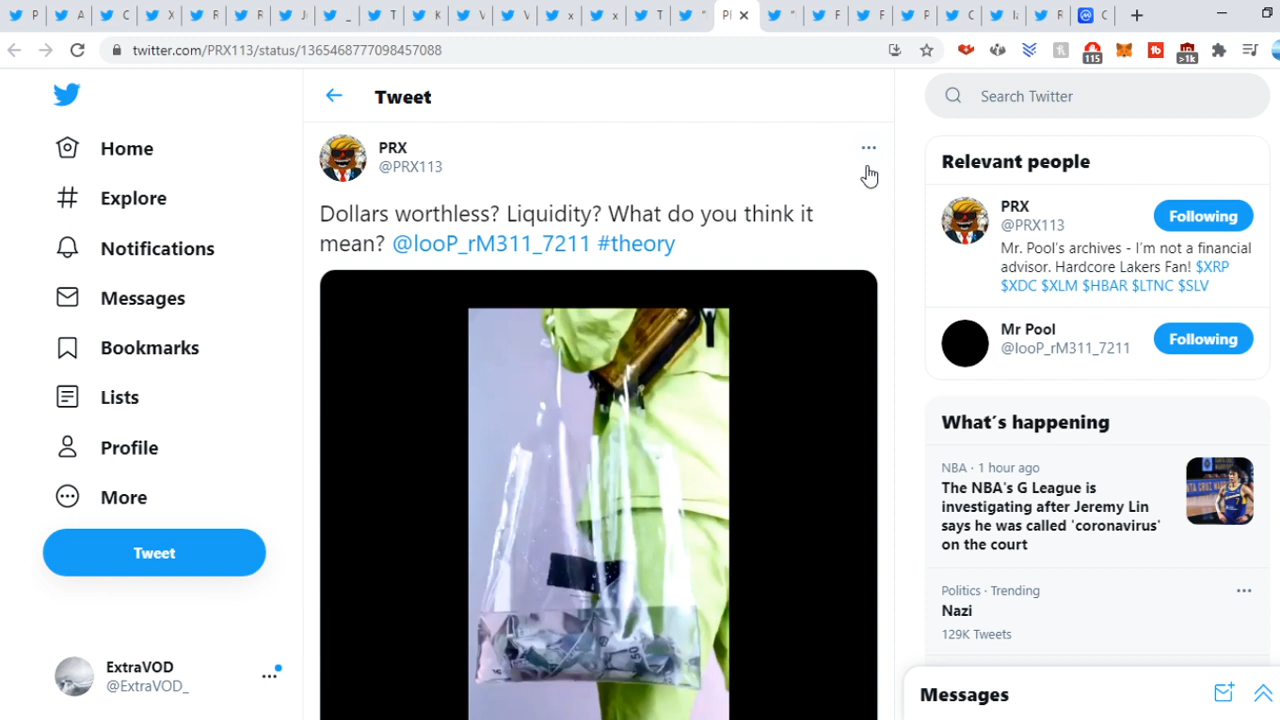 P
A
C
X
R
R
J
_
T
K
V
V
x
x
T
"
P
"
F
F
P
C
R
C
twitter.com/PRX113/status/1365468777098457088
115
>1k
Tweet
Search Twitter
Home
Explore
Notifications
Messages
Bookmarks
Lists
Profile
More
Tweet
ExtraVOD
@ExtraVOD_
PRX
@PRX113
Dollars worthless? Liquidity? What do you think it
mean? @looP_rM311_7211 #theory
50
Relevant people
PRX
@PRX113
Following
Mr. Pool's archives - I'm not a financial
advisor. Hardcore Lakers Fan! $XRP
$XDC $XLM $HBAR $LTNC $SLV
Mr Pool
@looP_rM311_7211
Following
What's happening
NBA · 1 hour ago
The NBA's G League is
investigating after Jeremy Lin
says he was called 'coronavirus'
on the court
Politics · Trending
Nazi
129K Tweets
Messages